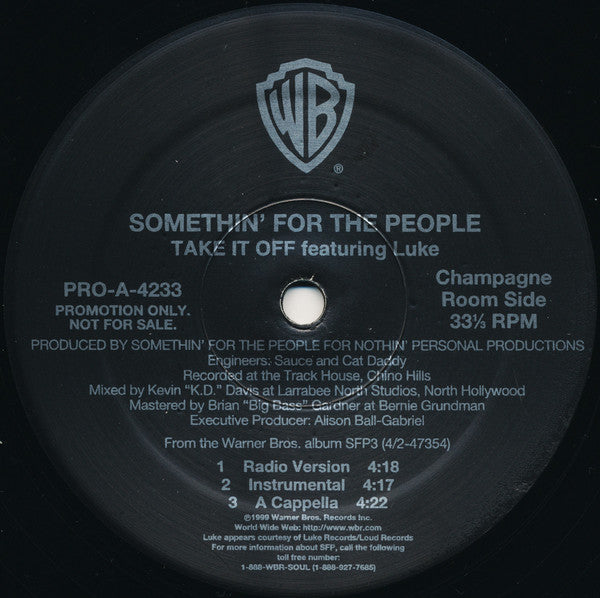 WB
®
SOMETHIN' FOR THE PEOPLE
TAKE IT OFF featuring Luke
PRO-A-4233
PROMOTION ONLY.
NOT FOR SALE.
Champagne
Room Side
33⅓ RPM
PRODUCED BY SOMETHIN' FOR THE PEOPLE FOR NOTHIN' PERSONAL PRODUCTIONS
Engineers: Sauce and Cat Daddy
Recorded at the Track House, Chino Hills
Mixed by Kevin "K.D." Davis at Larrabee North Studios, North Hollywood
Mastered by Brian "Big Bass" Gardner at Bernie Grundman
Executive Producer: Alison Ball-Gabriel
From the Warner Bros. album SFP3 (4/2-47354)
1 Radio Version 4:18
2 Instrumental 4:17
3 A Cappella 4:22
℗1999 Warner Bros. Records Inc.
World Wide Web: http://www.wbr.com
Luke appears courtesy of Luke Records/Loud Records
For more information about SFP, call the following
toll free number:
1-888-WBR-SOUL (1-888-927-7685)